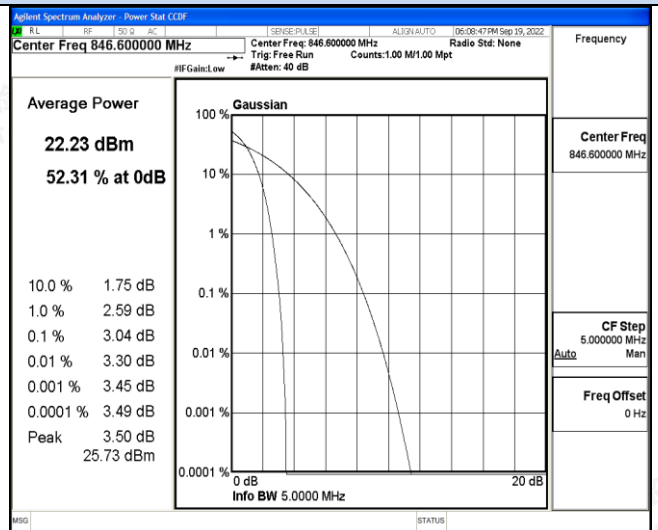 Agilent Spectrum Analyzer - Power Stat CCDF
RL RF 50 Ω AC SENSE:PULSE ALIGN AUTO 06:08:47 PM Sep 19, 2022
Center Freq 846.600000 MHz
Center Freq: 846.600000 MHz Radio Std: None
Trig: Free Run Counts:1.00 M/1.00 Mpt
#IFGain:Low #Atten: 40 dB
Frequency
Average Power
22.23 dBm
52.31 % at 0dB
10.0 % 1.75 dB
1.0 % 2.59 dB
0.1 % 3.04 dB
0.01 % 3.30 dB
0.001 % 3.45 dB
0.0001 % 3.49 dB
Peak 3.50 dB
25.73 dBm
Gaussian
100 %
10 %
1 %
0.1 %
0.01 %
0.001 %
0.0001 %
0 dB 20 dB
Info BW 5.0000 MHz
Center Freq
846.600000 MHz
CF Step
5.000000 MHz
Auto Man
Freq Offset
0 Hz
MSG STATUS